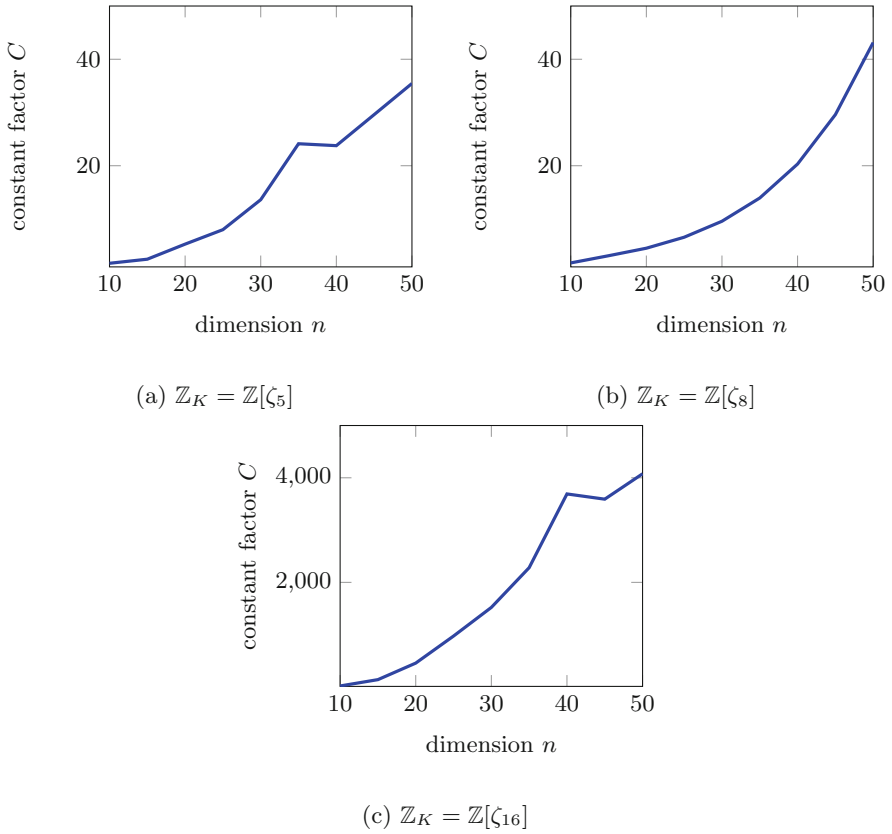 40
20
constant factor C
10 20 30 40 50
dimension n
(a) ℤ_K = ℤ[ζ_5]
40
20
constant factor C
10 20 30 40 50
dimension n
(b) ℤ_K = ℤ[ζ_8]
4,000
2,000
constant factor C
10 20 30 40 50
dimension n
(c) ℤ_K = ℤ[ζ_16]